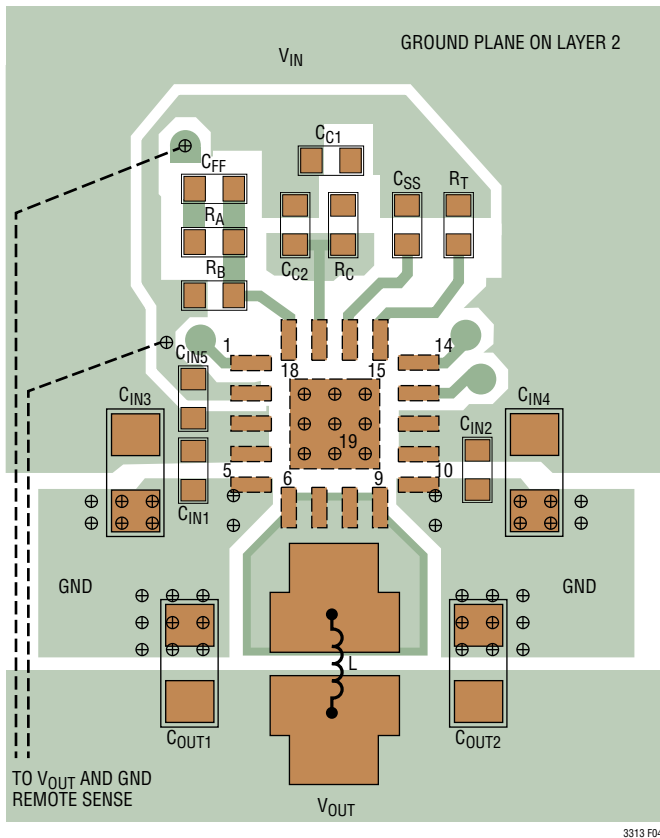 GROUND PLANE ON LAYER 2
VIN
CC1
CFF
CSS
RT
RA
CC2
RC
RB
1
14
CIN5
18
15
CIN3
CIN4
CIN2
19
5
10
6
9
CIN1
GND
GND
L
COUT1
COUT2
TO VOUT AND GND
REMOTE SENSE
VOUT
3313 F04